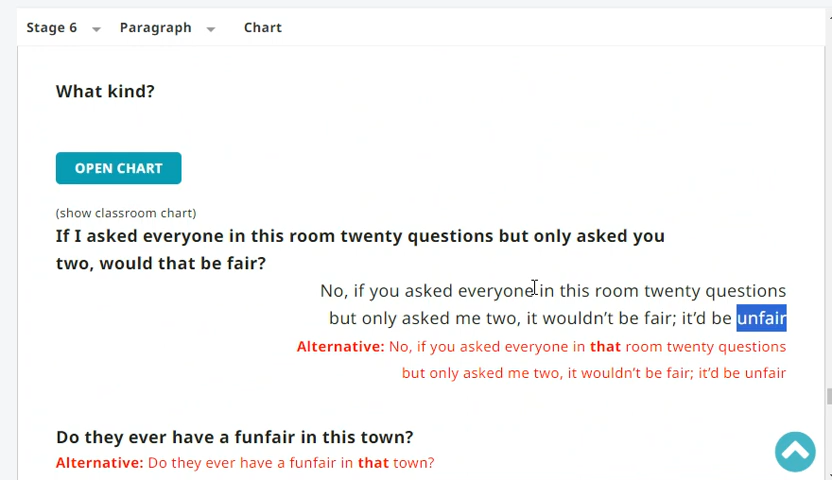 Stage 6 Paragraph Chart
What kind?
OPEN CHART
(show classroom chart)
If I asked everyone in this room twenty questions but only asked you
two, would that be fair?
No, if you asked everyone in this room twenty questions
but only asked me two, it wouldn’t be fair; it’d be unfair
Alternative: No, if you asked everyone in that room twenty questions
but only asked me two, it wouldn’t be fair; it’d be unfair
Do they ever have a funfair in this town?
Alternative: Do they ever have a funfair in that town?